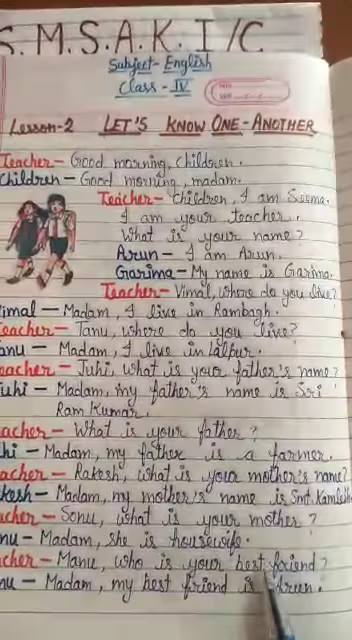 S. M. S. A. K. I/C
Subject- English
Class - IV
Lesson-2 LET'S KNOW ONE-ANOTHER
Teacher- Good morning, Children.
Children - Good morning, madam.
Teacher- Children, I am Seema.
I am your teacher.
What is your name?
Arun - I am Arun.
Garima - My name is Garima.
Teacher- Vimal, where do you live?
imal - Madam, I live in Rambagh.
eacher - Tanu, where do you live?
anu - Madam, I live in Lalpur.
eacher - Juhi, what is your father's name?
uhi - Madam, my father's name is Sri
Ram Kumar.
acher - What is your father?
hi - Madam, my father is a farmer.
acher - Rakesh, what is your mother's name?
kesh - Madam, my mother's name is Smt.
cher - Sonu, what is your mother?
nu - Madam, she is housewife.
cher - Manu, who is your best friend?
nu - Madam, my best friend is Arun.